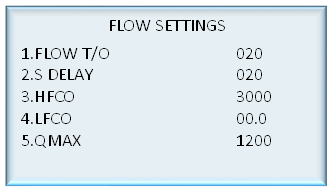 FLOW SETTINGS
1.FLOW T/O 020
2.S DELAY 020
3.HFCO 3000
4.LFCO 00.0
5.QMAX 1200